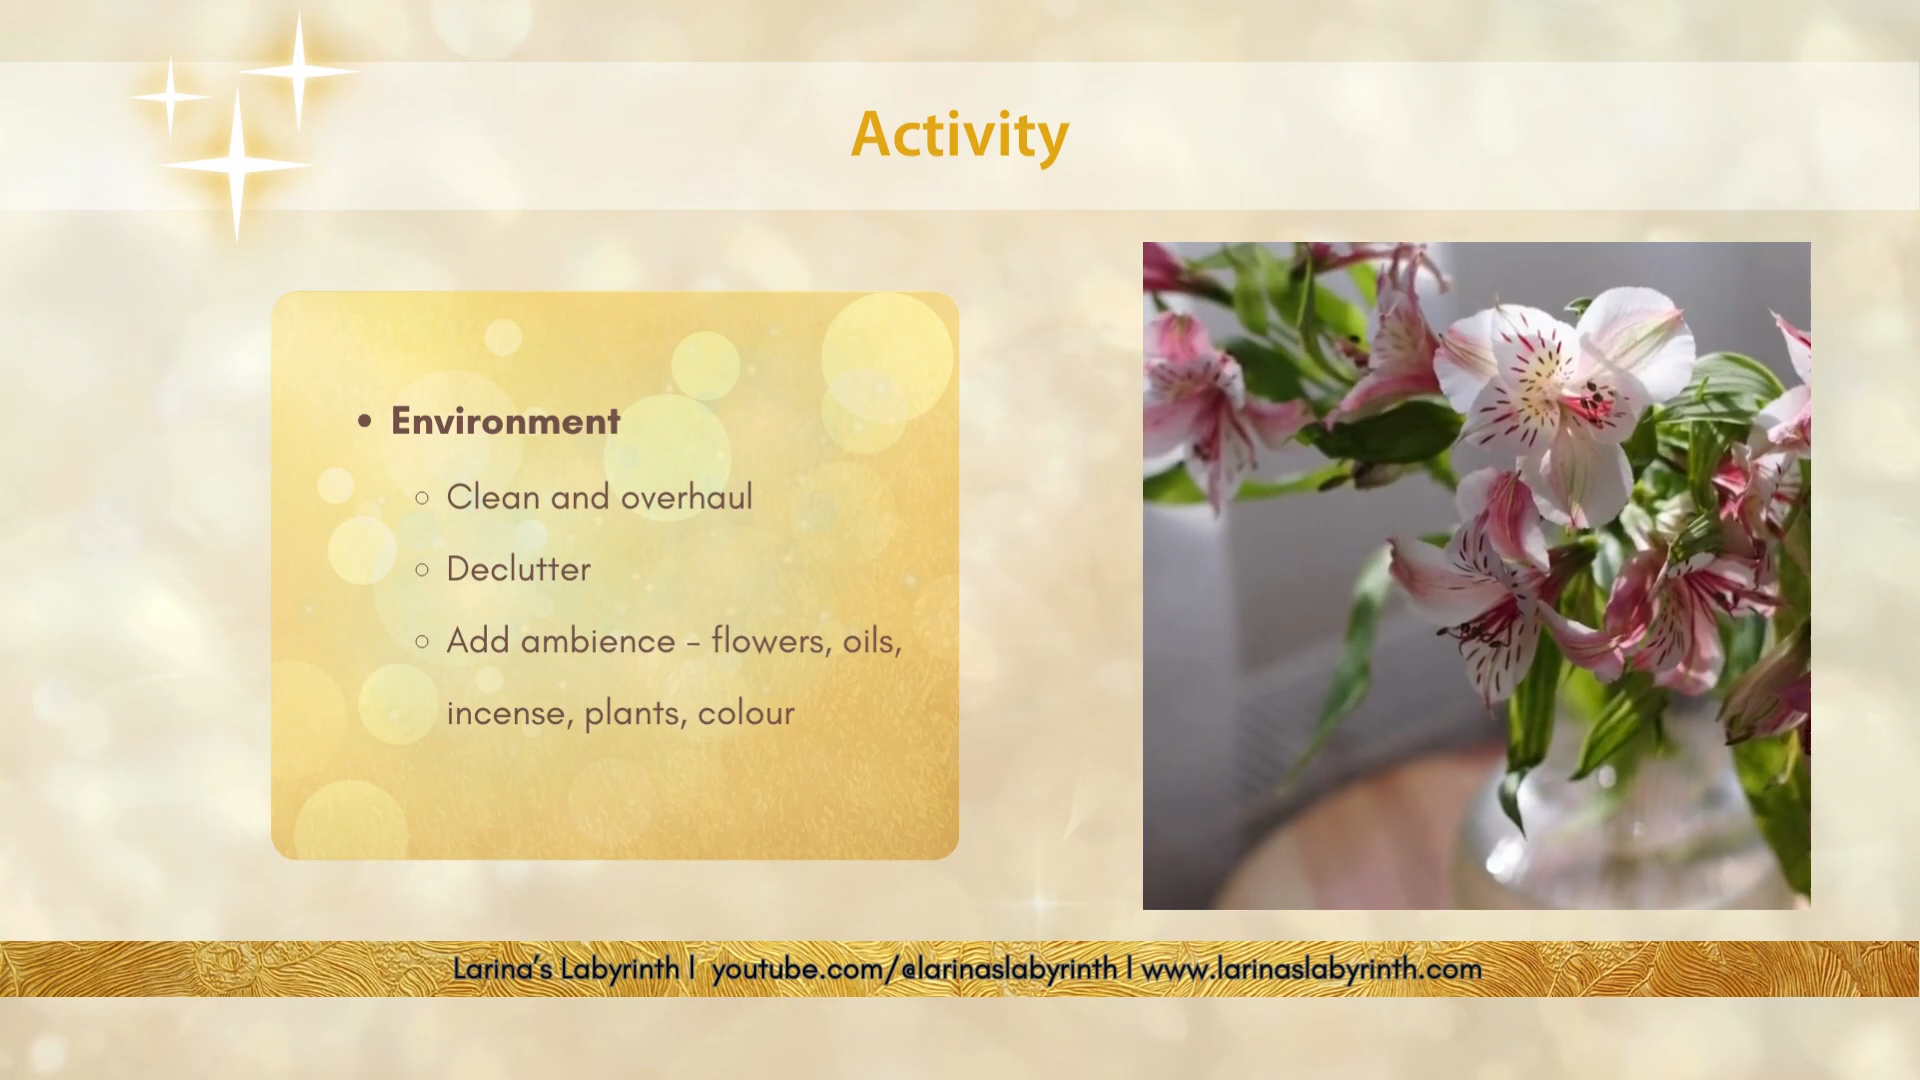 Activity
• Environment
○ Clean and overhaul
○ Declutter
○ Add ambience - flowers, oils,
incense, plants, colour
Larina's Labyrinth | youtube.com/@larinaslabyrinth | www.larinaslabyrinth.com